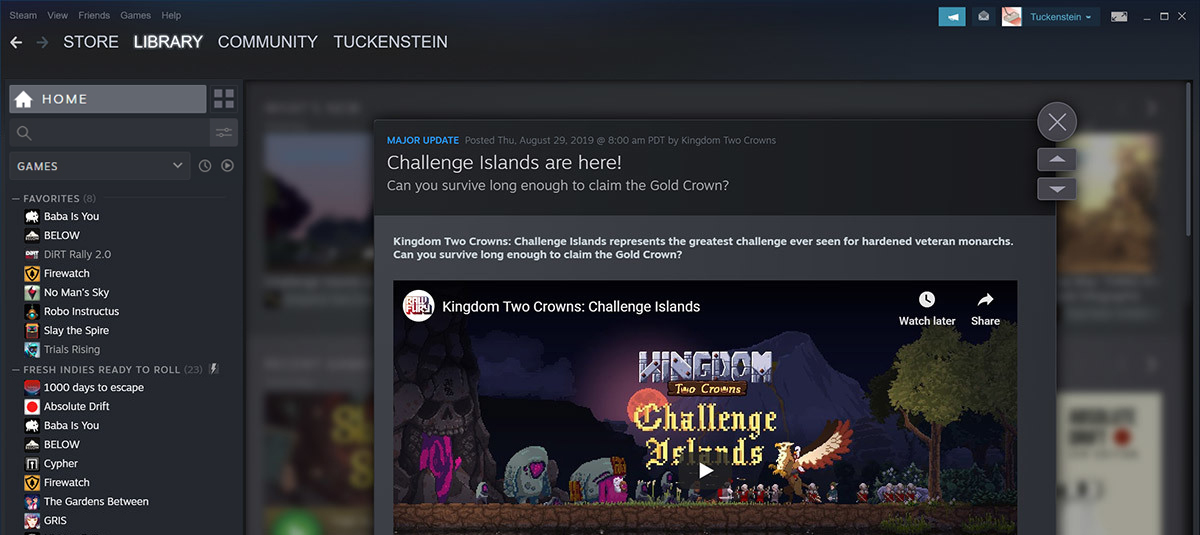 Steam View Friends Games Help
Tuckenstein
STORE LIBRARY COMMUNITY TUCKENSTEIN
HOME
GAMES
— FAVORITES (8)
Baba Is You
BELOW
DiRT Rally 2.0
Firewatch
No Man's Sky
Robo Instructus
Slay the Spire
Trials Rising
— FRESH INDIES READY TO ROLL (23)
1000 days to escape
Absolute Drift
Baba Is You
BELOW
Cypher
Firewatch
The Gardens Between
GRIS
WHAT'S NEW
MAJOR UPDATE Posted Thu, August 29, 2019 @ 8:00 am PDT by Kingdom Two Crowns
Challenge Islands are here!
Can you survive long enough to claim the Gold Crown?
Kingdom Two Crowns: Challenge Islands represents the greatest challenge ever seen for hardened veteran monarchs.
Can you survive long enough to claim the Gold Crown?
RAW FURY
Kingdom Two Crowns: Challenge Islands
Watch later
Share
KINGDOM
Two Crowns
Challenge
Islands
ABSOLUTE
DRIFT